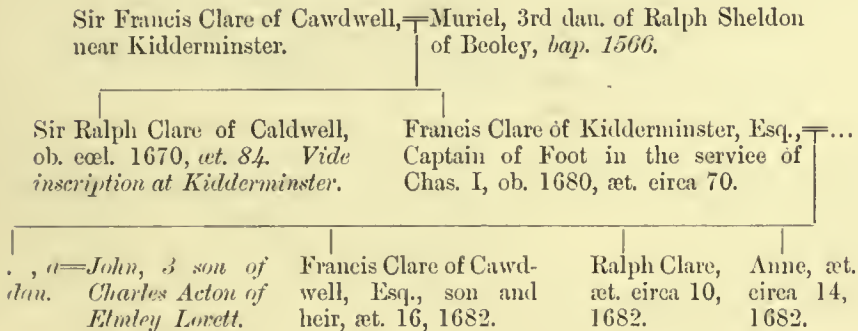 Sir Francis Clare of Cawdwell,
near Kidderminster.
Muriel, 3rd dau. of Ralph Sheldon
of Beoley, bap. 1566.
Sir Ralph Clare of Caldwell,
ob. cœl. 1670, æt. 84. Vide
inscription at Kidderminster.
Francis Clare of Kidderminster, Esq.,
Captain of Foot in the service of
Chas. I, ob. 1680, æt. circa 70.
...
. , a
dau.
John, 3 son of
Charles Acton of
Elmley Lovett.
Francis Clare of Cawd-
well, Esq., son and
heir, æt. 16, 1682.
Ralph Clare,
æt. circa 10,
1682.
Anne, æt.
circa 14,
1682.